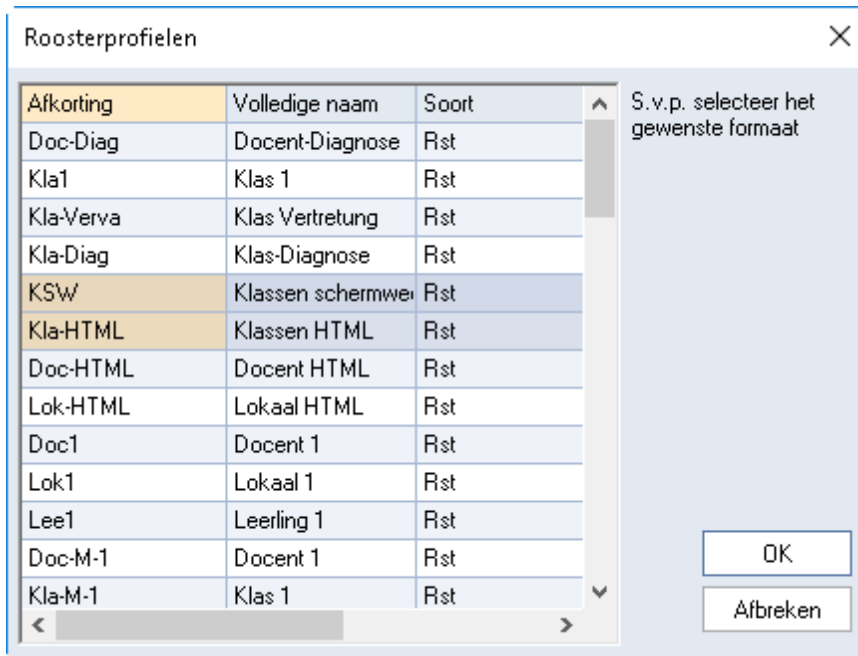 Roosterprofielen
Afkorting Volledige naam Soort
Doc-Diag Docent-Diagnose Rst
Kla1 Klas 1 Rst
Kla-Verva Klas Vertretung Rst
Kla-Diag Klas-Diagnose Rst
KSW Klassen schermwe Rst
Kla-HTML Klassen HTML Rst
Doc-HTML Docent HTML Rst
Lok-HTML Lokaal HTML Rst
Doc1 Docent 1 Rst
Lok1 Lokaal 1 Rst
Lee1 Leerling 1 Rst
Doc-M-1 Docent 1 Rst
Kla-M-1 Klas 1 Rst
S.v.p. selecteer het
gewenste formaat
OK
Afbreken